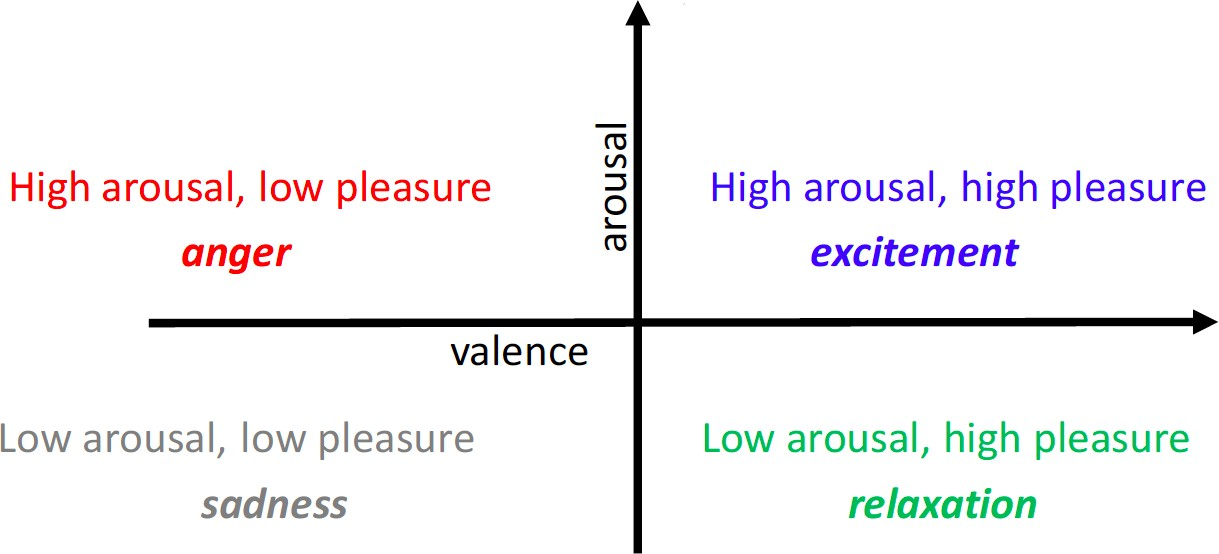 arousal
High arousal, low pleasure
anger
High arousal, high pleasure
excitement
valence
Low arousal, low pleasure
sadness
Low arousal, high pleasure
relaxation